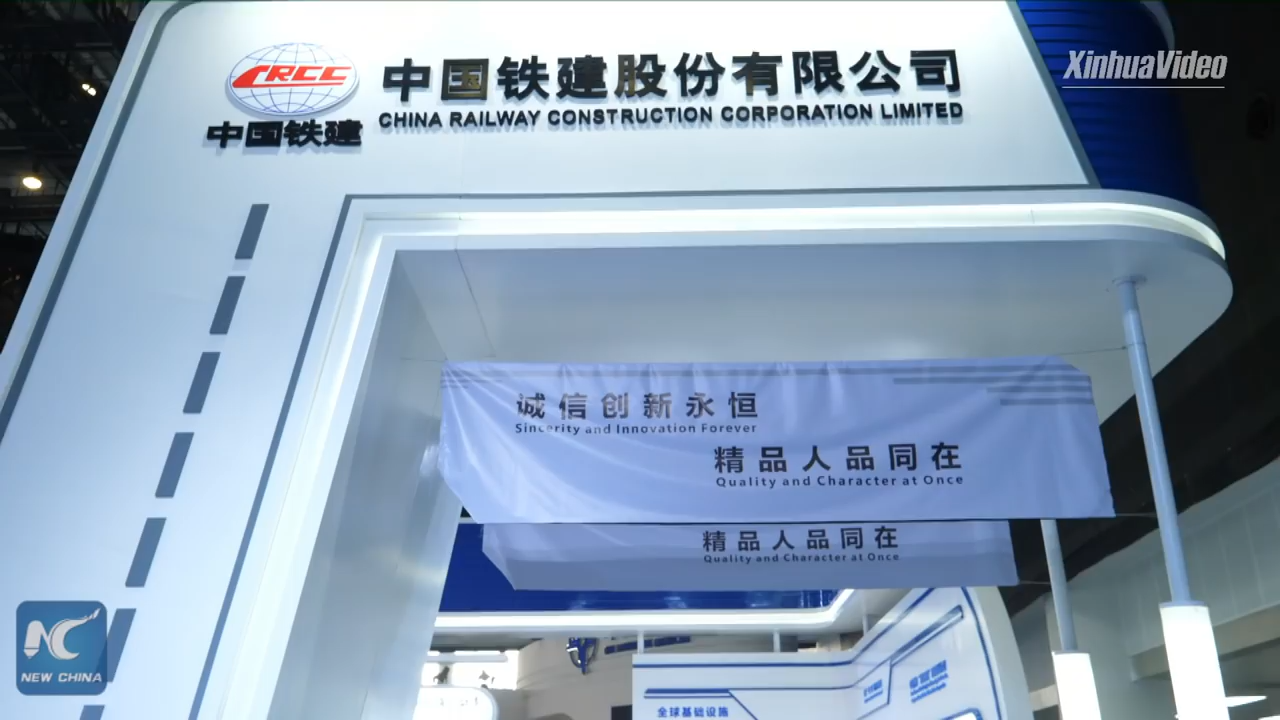 XinhuaVideo
CRCC
中国铁建
中国铁建股份有限公司
CHINA RAILWAY CONSTRUCTION CORPORATION LIMITED
诚信创新永恒
Sincerity and Innovation Forever
精品人品同在
Quality and Character at Once
精品人品同在
Quality and Character at Once
全球基础设施
NC
NEW CHINA